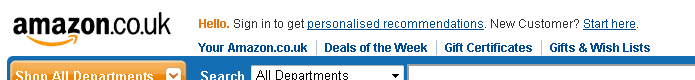 amazon.co.uk
Hello. Sign in to get personalised recommendations. New Customer? Start here.
Your Amazon.co.uk | Deals of the Week | Gift Certificates | Gifts & Wish Lists
Shop All Departments Search All Departments